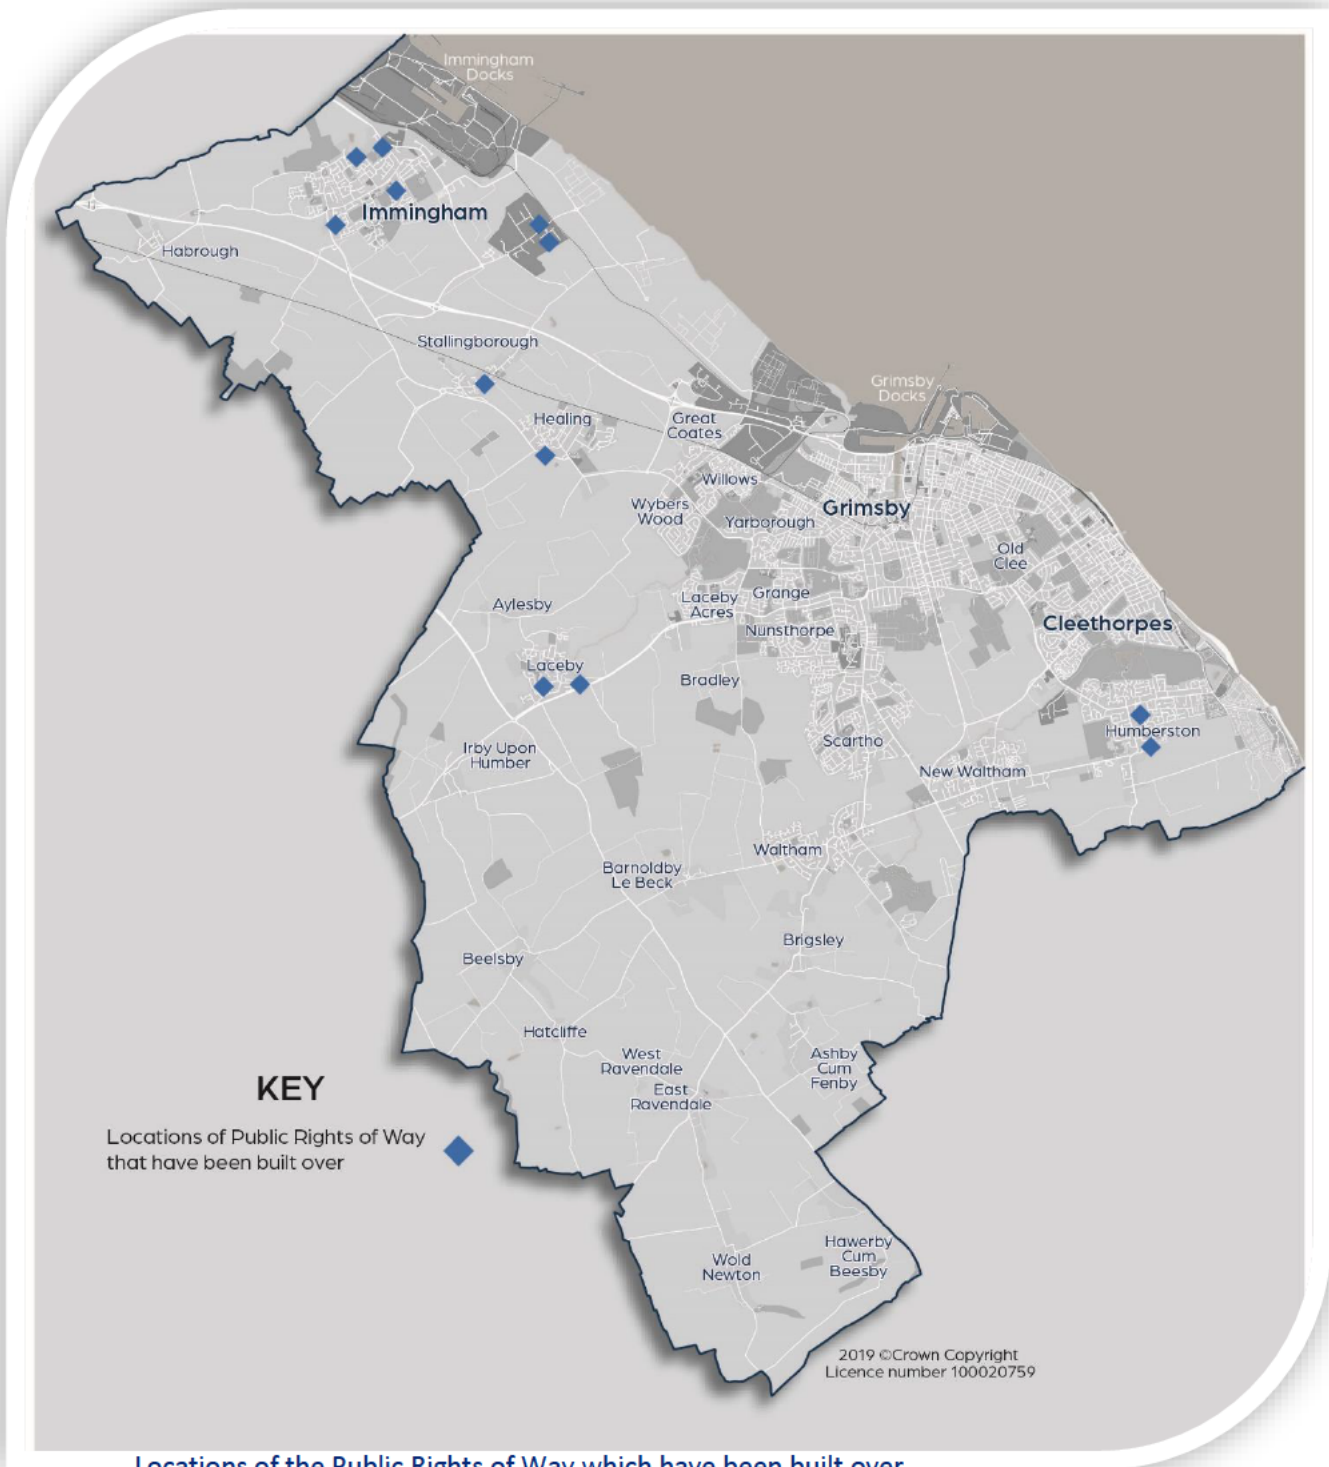 Immingham
Docks
Immingham
Habrough
Stallingborough
Grimsby
Docks
Healing
Great
Coates
Willows
Wybers
Wood
Yarborough
Grimsby
Old
Clee
Aylesby
Laceby
Acres
Grange
Nunsthorpe
Cleethorpes
Laceby
Bradley
Irby Upon
Humber
Scartho
Humberston
New Waltham
Waltham
Barnoldby
Le Beck
Brigsley
Beelsby
Hatcliffe
West
Ravendale
East
Ravendale
Ashby
Cum
Fenby
KEY
Locations of Public Rights of Way
that have been built over
Wold
Newton
Hawerby
Cum
Beesby
2019 ©Crown Copyright
Licence number 100020759
Locations of the Public Rights of Way which have been built over